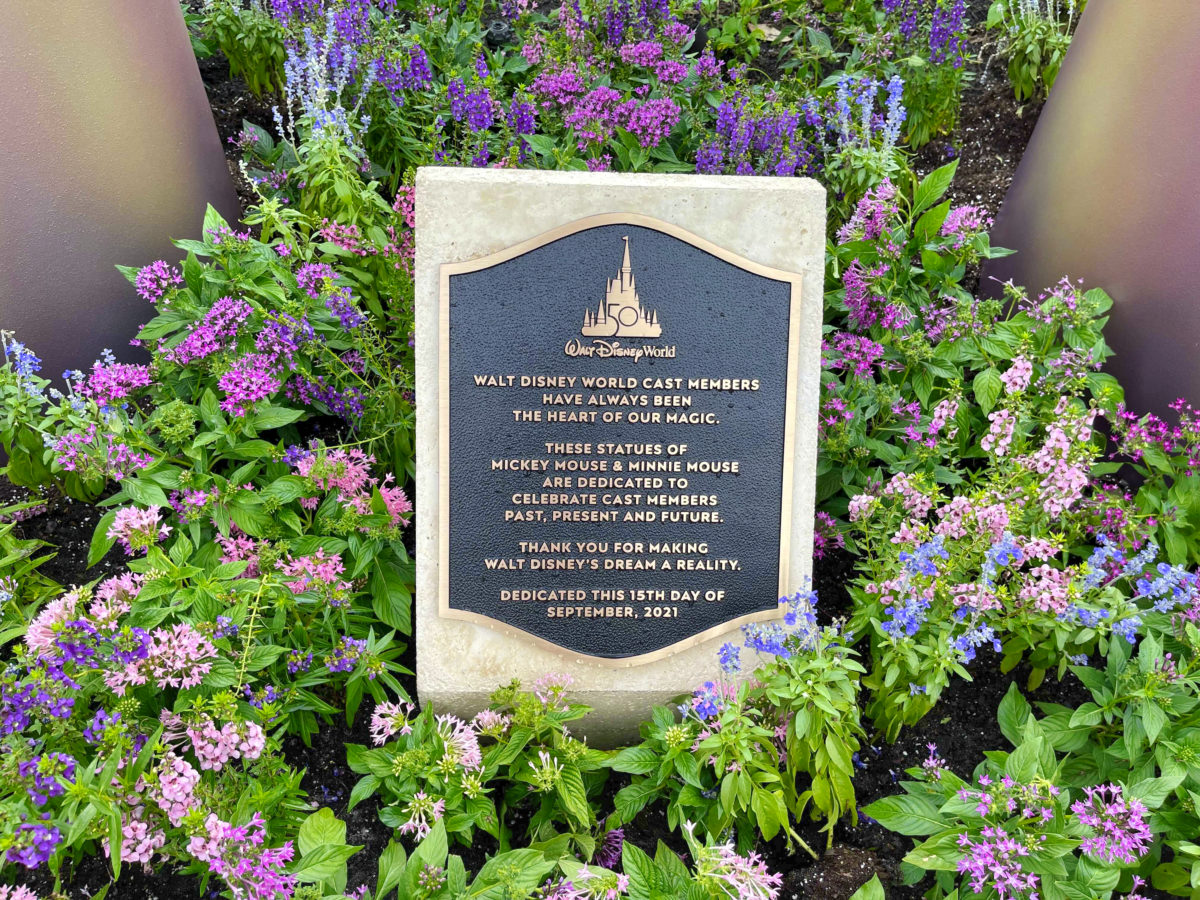 50
Walt Disney World
WALT DISNEY WORLD CAST MEMBERS
HAVE ALWAYS BEEN
THE HEART OF OUR MAGIC.
THESE STATUES OF
MICKEY MOUSE & MINNIE MOUSE
ARE DEDICATED TO
CELEBRATE CAST MEMBERS
PAST, PRESENT AND FUTURE.
THANK YOU FOR MAKING
WALT DISNEY'S DREAM A REALITY.
DEDICATED THIS 15TH DAY OF
SEPTEMBER, 2021